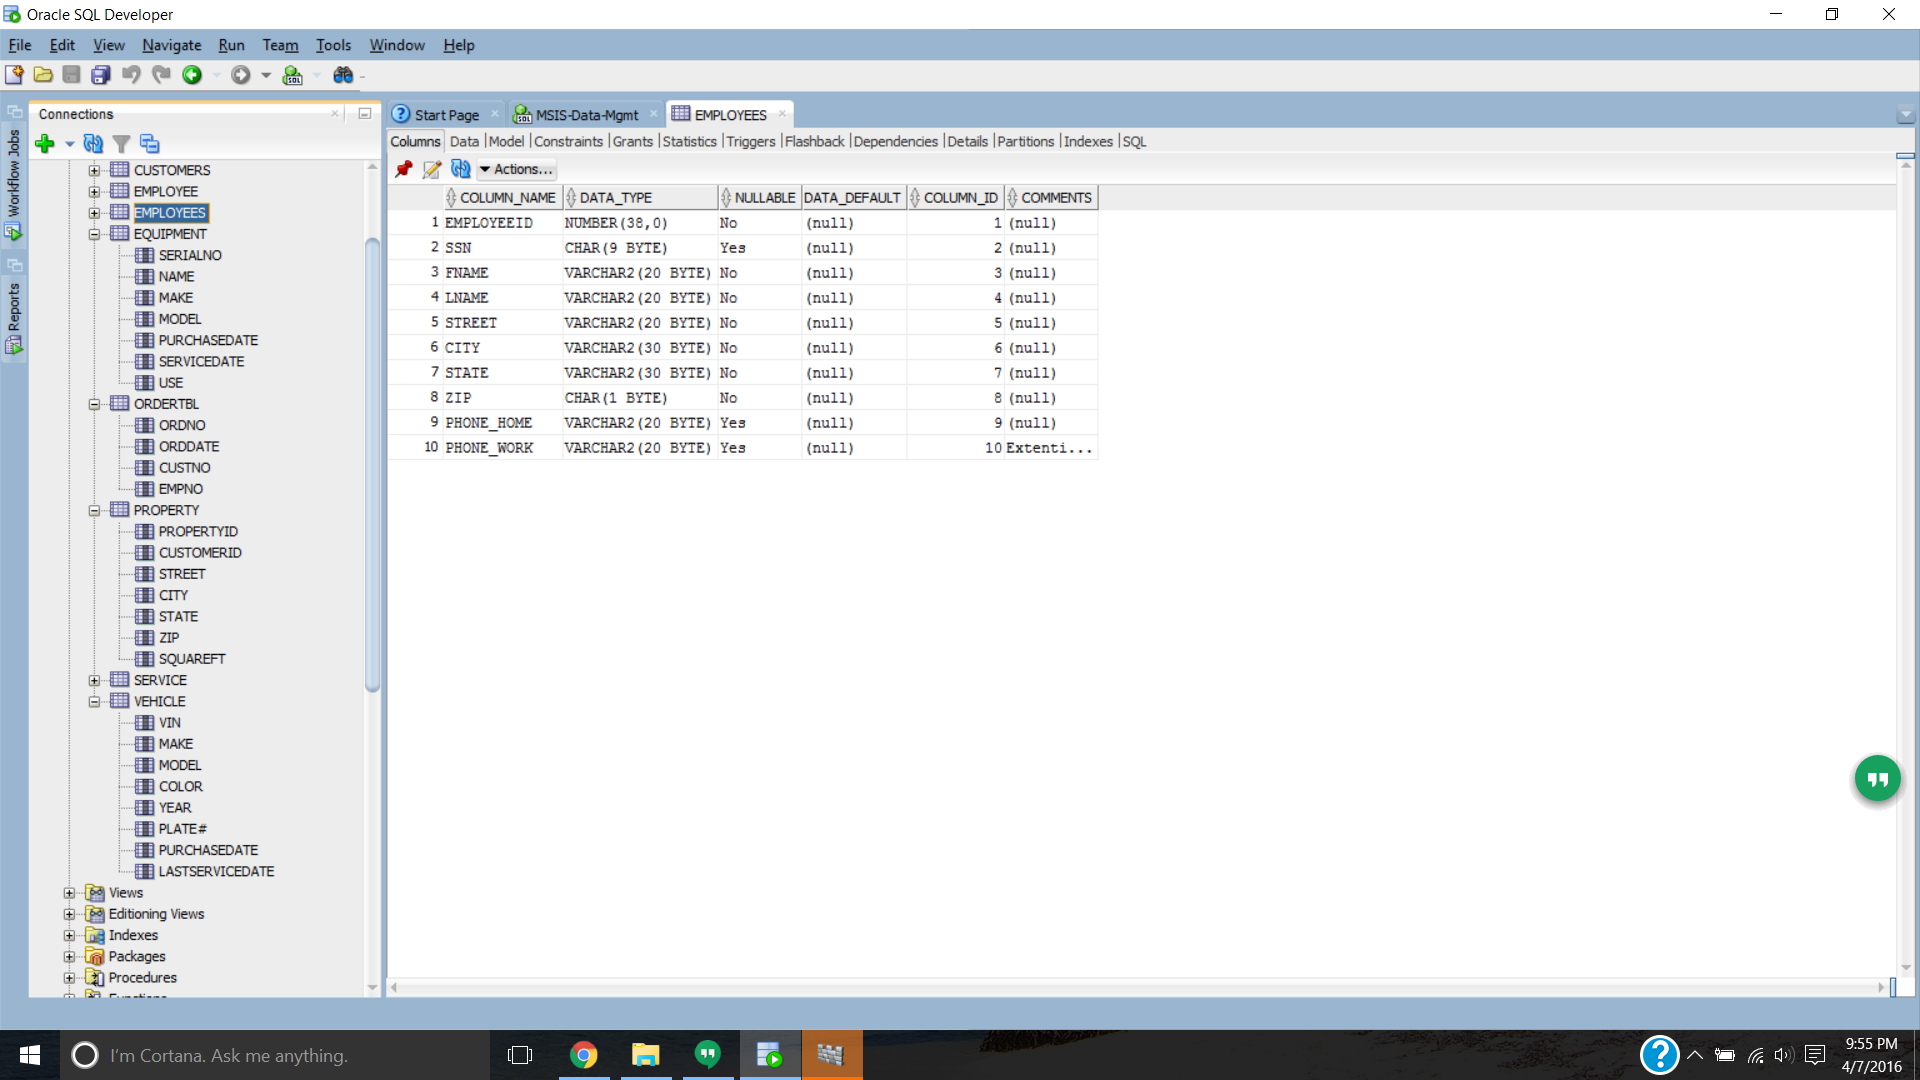 Oracle SQL Developer
File Edit View Navigate Run Team Tools Window Help
Workflow Jobs
Reports
Connections
CUSTOMERS
EMPLOYEE
EMPLOYEES
EQUIPMENT
SERIALNO
NAME
MAKE
MODEL
PURCHASEDATE
SERVICEDATE
USE
ORDERTBL
ORDNO
ORDDATE
CUSTNO
EMPNO
PROPERTY
PROPERTYID
CUSTOMERID
STREET
CITY
STATE
ZIP
SQUAREFT
SERVICE
VEHICLE
VIN
MAKE
MODEL
COLOR
YEAR
PLATE#
PURCHASEDATE
LASTSERVICEDATE
Views
Editioning Views
Indexes
Packages
Procedures
Start Page MSIS-Data-Mgmt EMPLOYEES
Columns Data Model Constraints Grants Statistics Triggers Flashback Dependencies Details Partitions Indexes SQL
Actions...
COLUMN_NAME DATA_TYPE NULLABLE DATA_DEFAULT COLUMN_ID COMMENTS
1 EMPLOYEEID NUMBER(38,0) No (null) 1 (null)
2 SSN CHAR(9 BYTE) Yes (null) 2 (null)
3 FNAME VARCHAR2(20 BYTE) No (null) 3 (null)
4 LNAME VARCHAR2(20 BYTE) No (null) 4 (null)
5 STREET VARCHAR2(20 BYTE) No (null) 5 (null)
6 CITY VARCHAR2(30 BYTE) No (null) 6 (null)
7 STATE VARCHAR2(30 BYTE) No (null) 7 (null)
8 ZIP CHAR(1 BYTE) No (null) 8 (null)
9 PHONE_HOME VARCHAR2(20 BYTE) Yes (null) 9 (null)
10 PHONE_WORK VARCHAR2(20 BYTE) Yes (null) 10 Extenti...
I'm Cortana. Ask me anything.
9:55 PM
4/7/2016